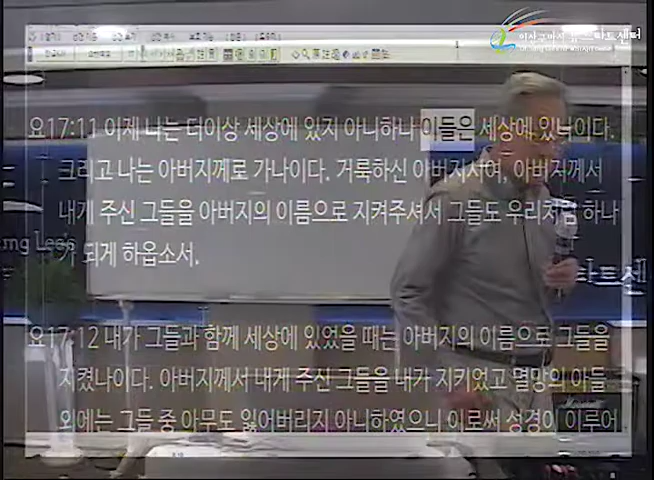 뉴스타트센터
요17:11 이제 나는 더이상 세상에 있지 아니하나 이들은 세상에 있나이다.
그리고 나는 아버지께로 가나이다. 거룩하신 아버지시여, 아버지께서
내게 주신 그들을 아버지의 이름으로 지켜주셔서 그들도 우리처럼 하나
가 되게 하옵소서.
요17:12 내가 그들과 함께 세상에 있었을 때는 아버지의 이름으로 그들을
지켰나이다. 아버지께서 내게 주신 그들을 내가 지키었고 멸망의 아들
외에는 그들 중 아무도 잃어버리지 아니하였으니 이로써 성경이 이루어
Marshall